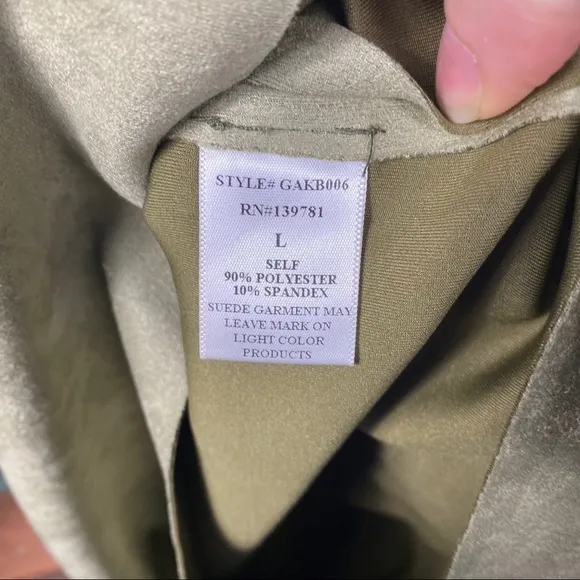 STYLE# GAKB006
RN#139781
L
SELF
90% POLYESTER
10% SPANDEX
SUEDE GARMENT MAY
LEAVE MARK ON
LIGHT COLOR
PRODUCTS